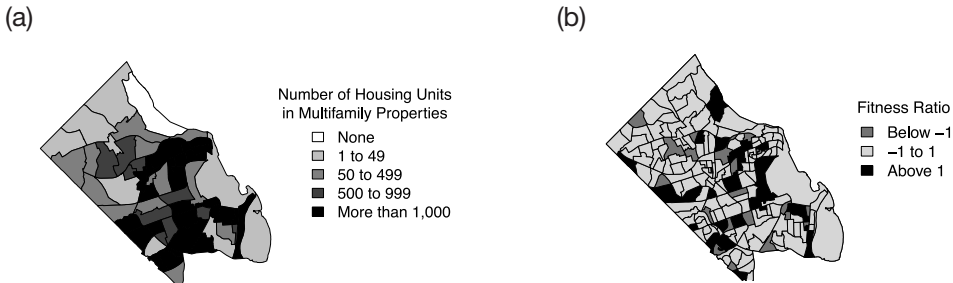 (a)
Number of Housing Units
in Multifamily Properties
None
1 to 49
50 to 499
500 to 999
More than 1,000
(b)
Fitness Ratio
Below −1
−1 to 1
Above 1